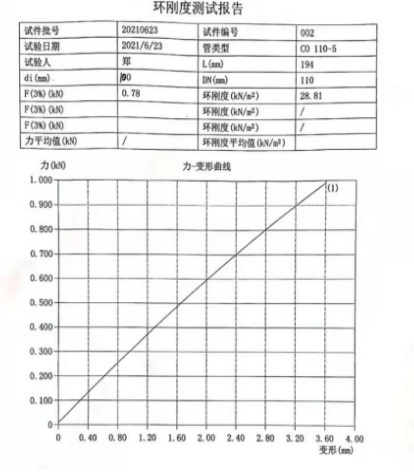 环刚度测试报告
试件批号 20210623 试件编号 002
试验日期 2021/6/23 管类型 CO 110-5
试验人 郑 L(mm) 194
di(mm) 90 DN(mm) 110
F(3%)(kN) 0.78 环刚度(kN/m²) 28.81
F(3%)(kN) 环刚度(kN/m²) /
F(3%)(kN) 环刚度(kN/m²) /
力平均值(kN) / 环刚度平均值(kN/m²)
力(kN) 力-变形曲线
1.000
(1)
0.900
0.800
0.700
0.600
0.500
0.400
0.300
0.200
0.100
0
0 0.40 0.80 1.20 1.60 2.00 2.40 2.80 3.20 3.60 4.00
变形(mm)